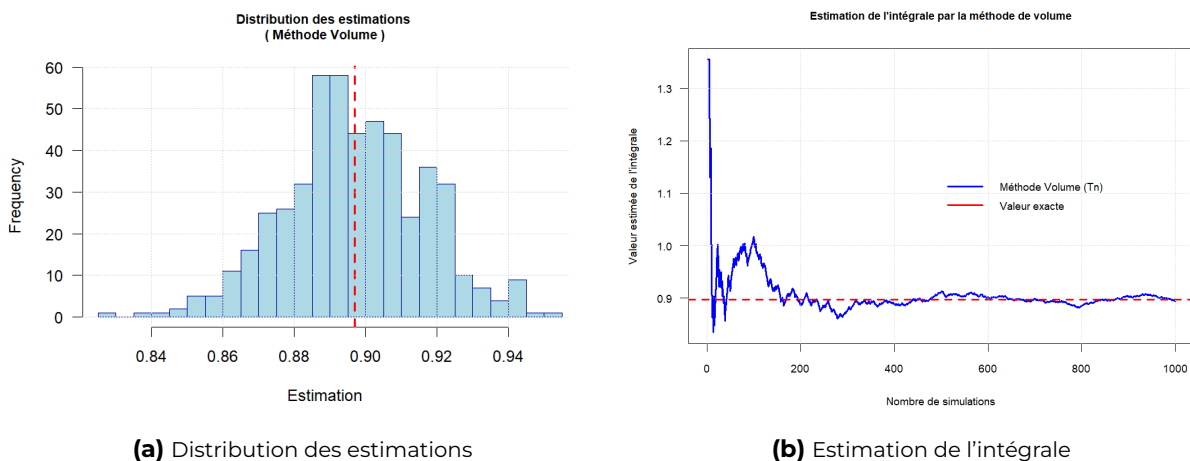 Distribution des estimations
( Méthode Volume )
Frequency
60
50
40
30
20
10
0
0.84 0.86 0.88 0.90 0.92 0.94
Estimation
(a) Distribution des estimations
Estimation de l'intégrale par la méthode de volume
Valeur estimée de l'intégrale
1.3
1.2
1.1
1.0
0.9
Méthode Volume (Tn)
Valeur exacte
0 200 400 600 800 1000
Nombre de simulations
(b) Estimation de l'intégrale